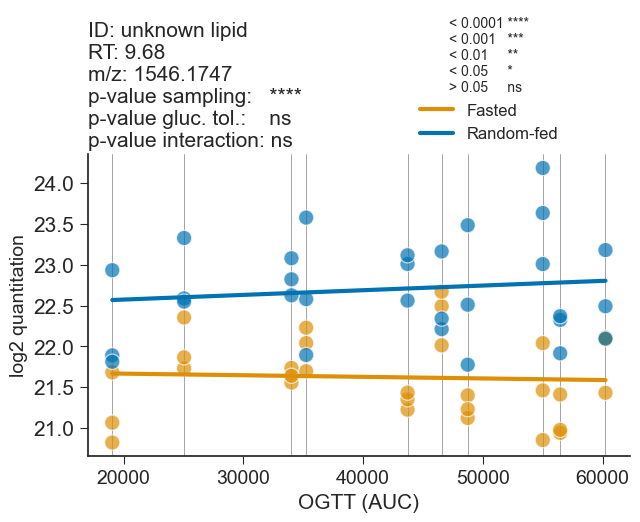 ID: unknown lipid
RT: 9.68
m/z: 1546.1747
p-value sampling: ****
p-value gluc. tol.: ns
p-value interaction: ns
< 0.0001 ****
< 0.001 ***
< 0.01 **
< 0.05 *
> 0.05 ns
Fasted
Random-fed
log2 quantitation
24.0
23.5
23.0
22.5
22.0
21.5
21.0
20000 30000 40000 50000 60000
OGTT (AUC)